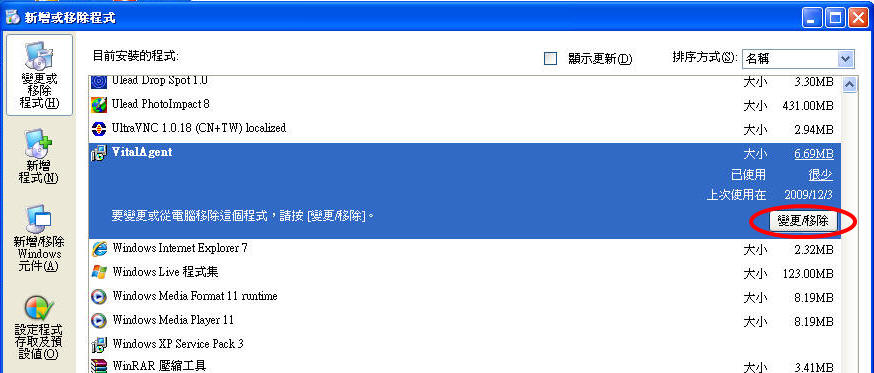 新增或移除程式
變更或
移除
程式(H)
新增
程式(N)
新增/移除
Windows
元件(A)
設定程式
存取及預
設值(O)
目前安裝的程式: 顯示更新(D) 排序方式(S): 名稱
Ulead Drop Spot 1.0 大小 3.30MB
Ulead PhotoImpact 8 大小 431.00MB
UltraVNC 1.0.18 (CN+TW) localized 大小 2.94MB
VitalAgent 大小 6.69MB
已使用 很少
上次使用在 2009/12/3
要變更或從電腦移除這個程式，請按 [變更/移除]。 變更/移除
Windows Internet Explorer 7 大小 2.32MB
Windows Live 程式集 大小 123.00MB
Windows Media Format 11 runtime 大小 8.19MB
Windows Media Player 11 大小 8.19MB
Windows XP Service Pack 3
WinRAR 壓縮工具 大小 3.41MB